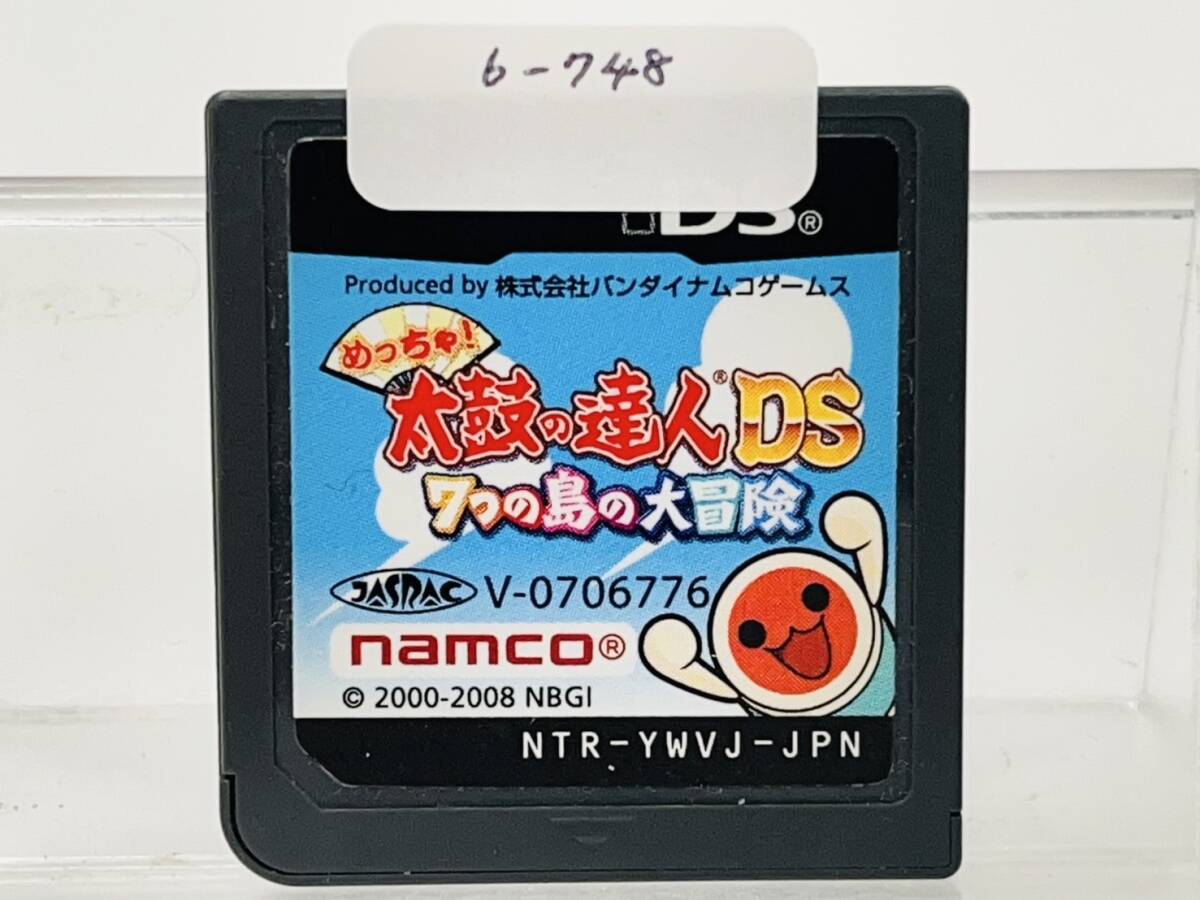 6-748
DS®
Produced by 株式会社バンダイナムコゲームス
めっちゃ!
太鼓の達人®DS
7つの島の大冒険
JASRAC V-0706776
namco®
© 2000-2008 NBGI
NTR-YWVJ-JPN